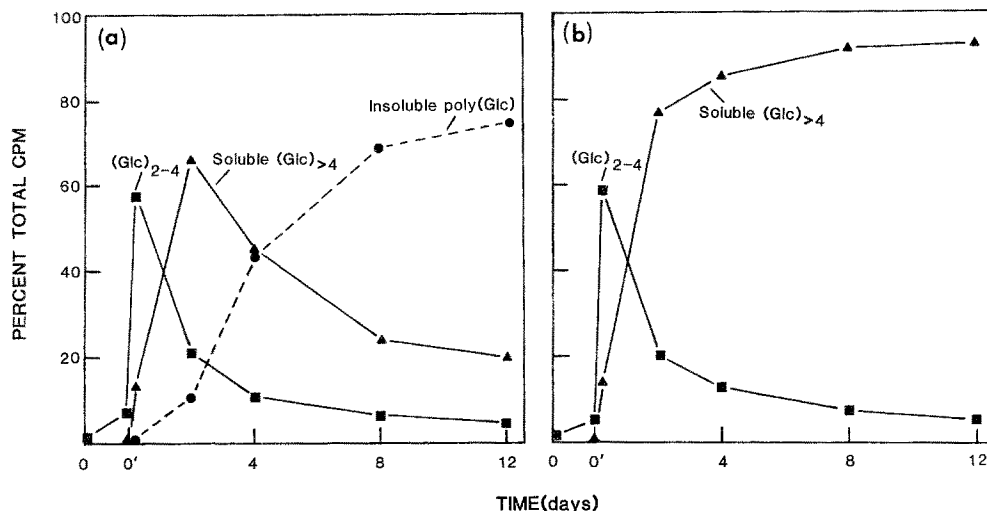 (a)
(b)
100
80
60
40
20
PERCENT TOTAL CPM
Insoluble poly(Glc)
(Glc)2-4
Soluble (Glc)>4
(Glc)2-4
Soluble (Glc)>4
0 0' 4 8 12
0 0' 4 8 12
TIME(days)